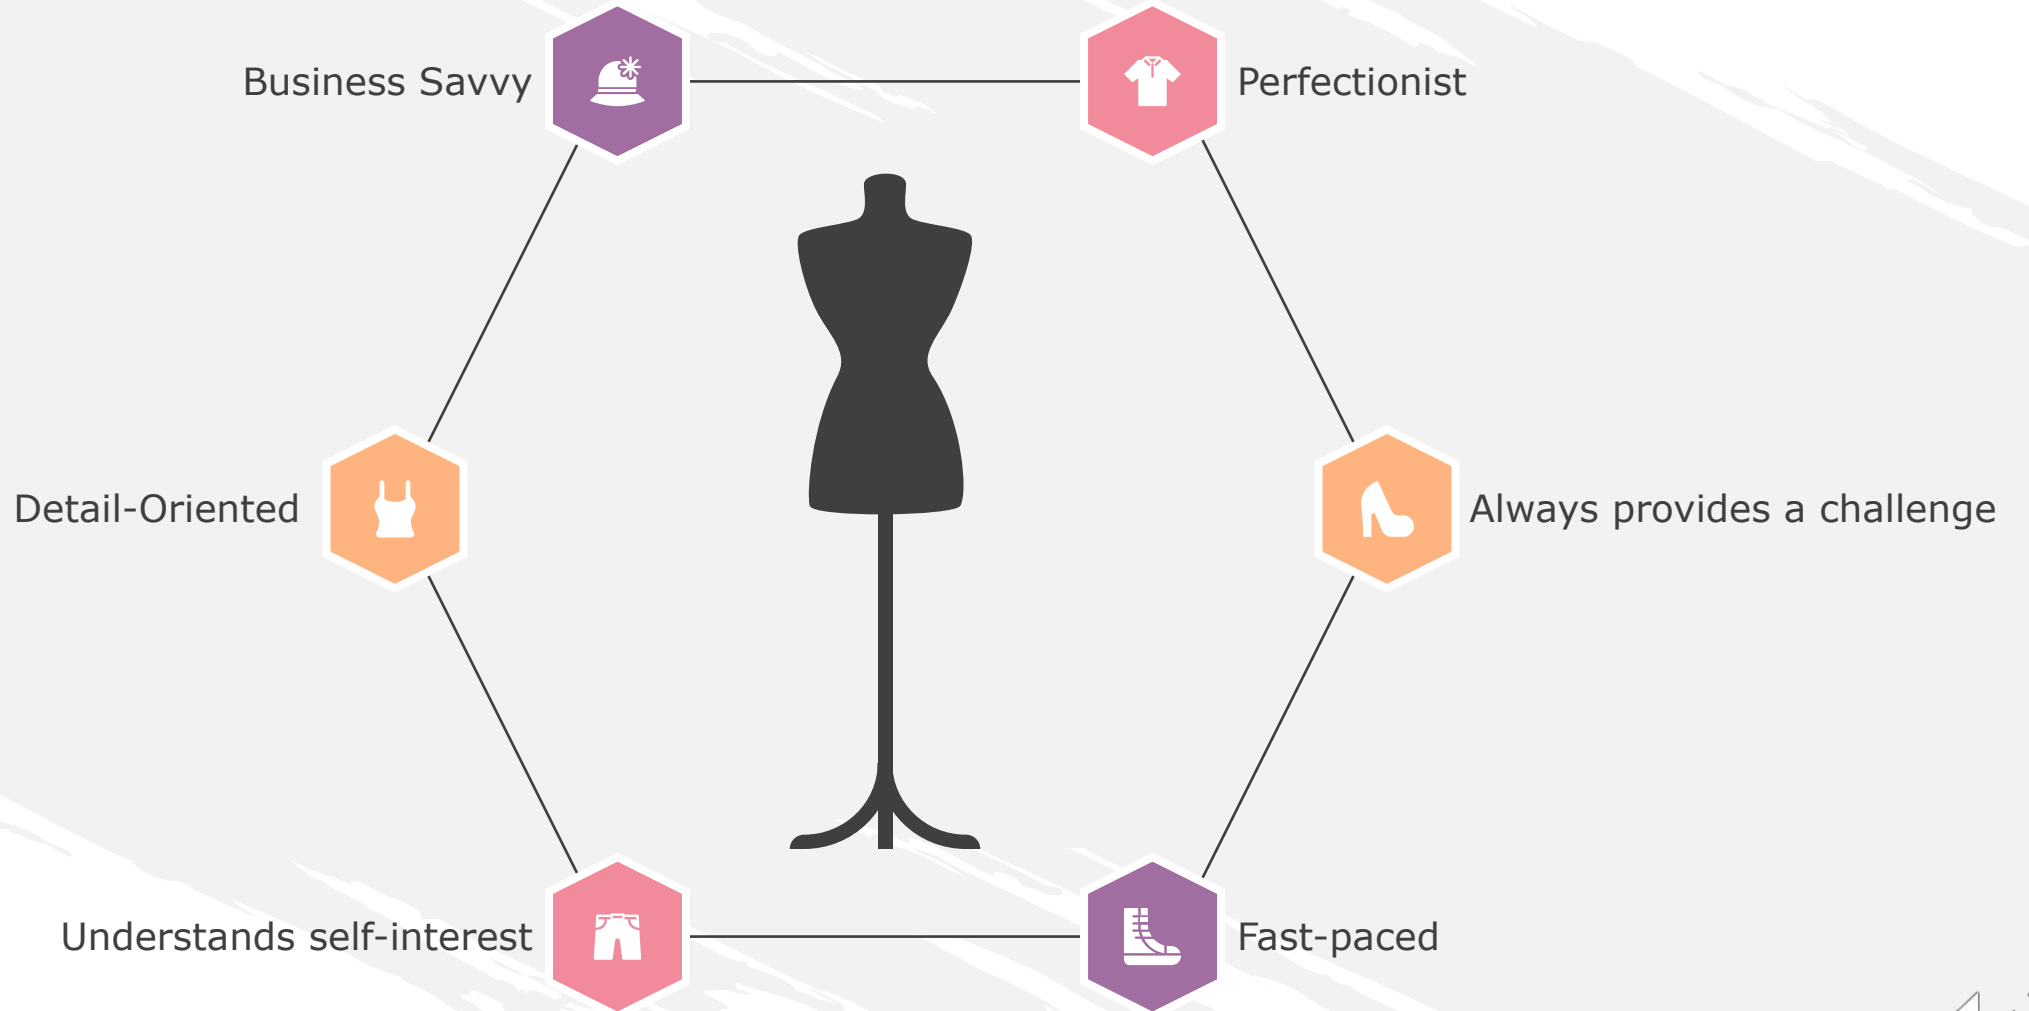 Business Savvy
Perfectionist
Detail-Oriented
Always provides a challenge
Understands self-interest
Fast-paced